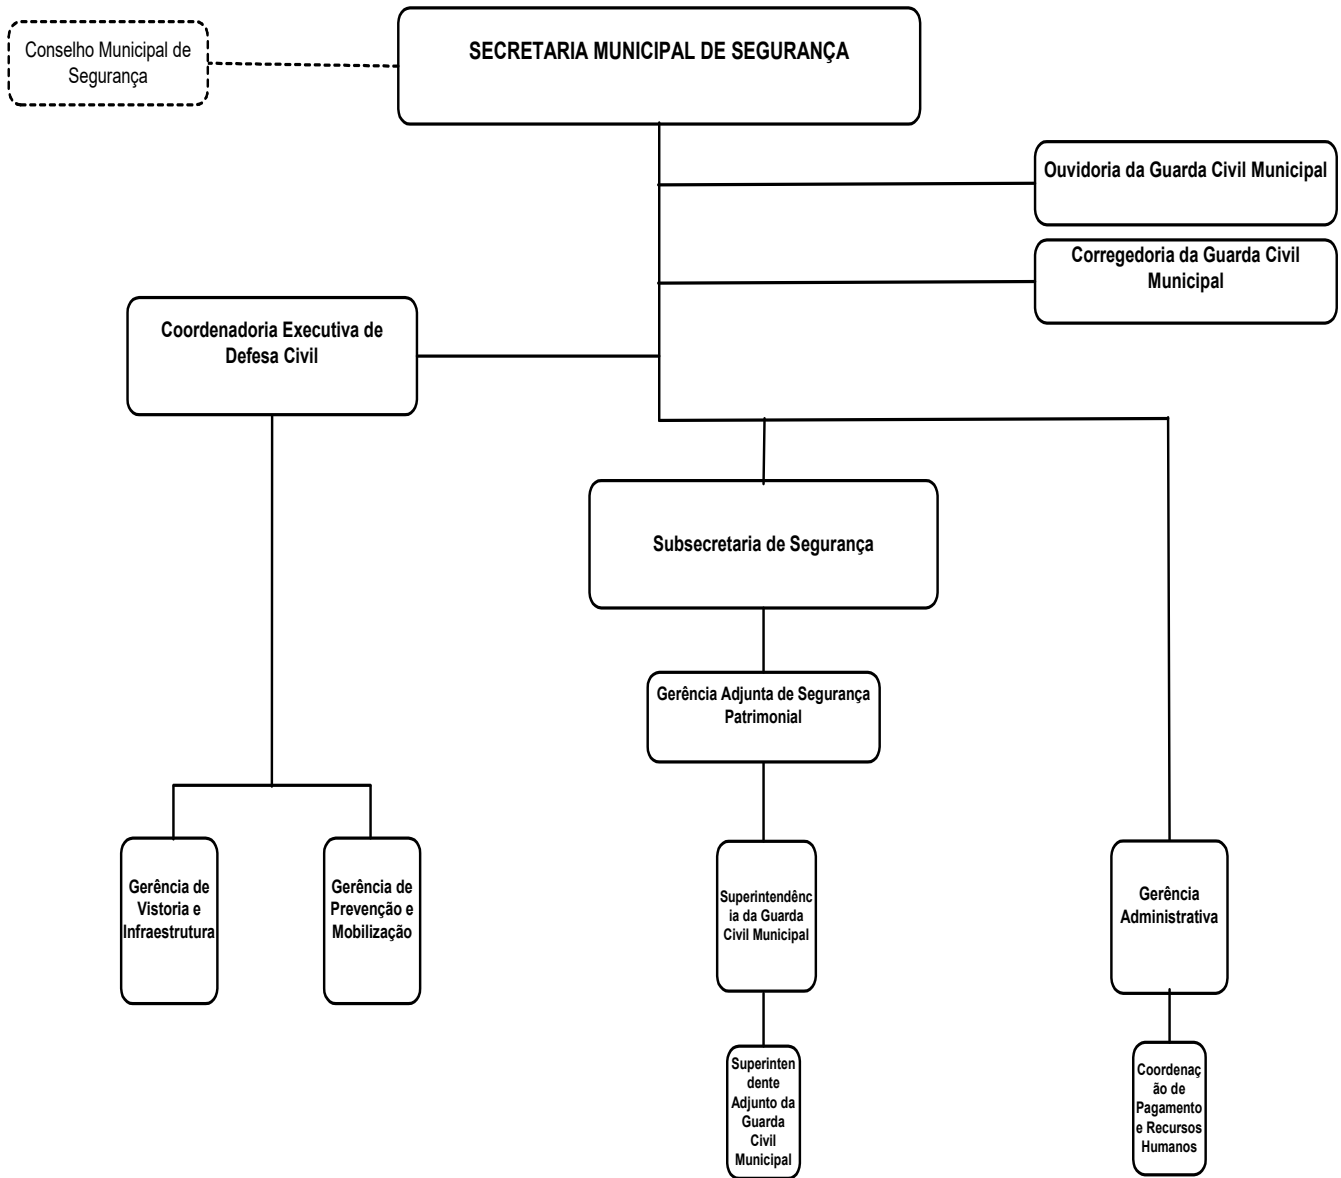 Conselho Municipal de
Segurança
SECRETARIA MUNICIPAL DE SEGURANÇA
Ouvidoria da Guarda Civil Municipal
Corregedoria da Guarda Civil
Municipal
Coordenadoria Executiva de
Defesa Civil
Subsecretaria de Segurança
Gerência Adjunta de Segurança
Patrimonial
Gerência de
Vistoria e
Infraestrutura
Gerência de
Prevenção e
Mobilização
Superintendênc
ia da Guarda
Civil Municipal
Gerência
Administrativa
Superinten
dente
Adjunto da
Guarda
Civil
Municipal
Coordenaç
ão de
Pagamento
e Recursos
Humanos